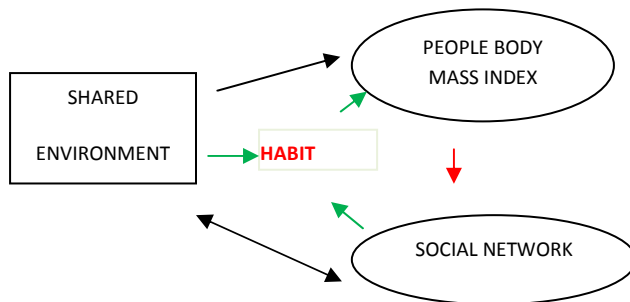 PEOPLE BODY
MASS INDEX
SHARED
ENVIRONMENT
HABIT
SOCIAL NETWORK